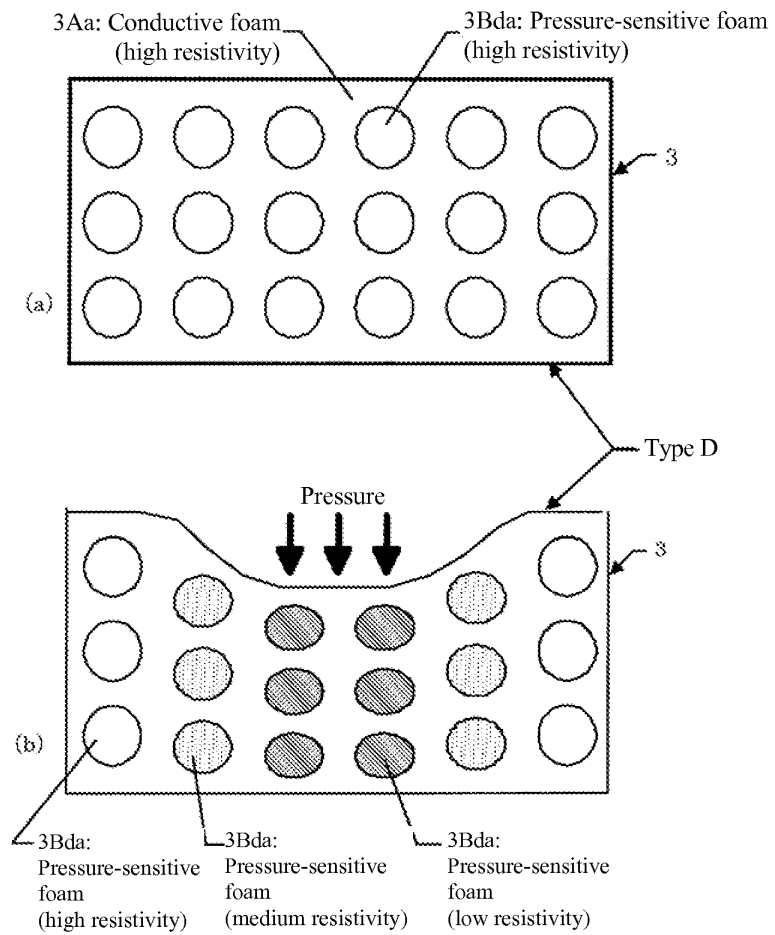 3Aa: Conductive foam
(high resistivity)
3Bda: Pressure-sensitive foam
(high resistivity)
3
(a)
Type D
Pressure
3
(b)
3Bda:
Pressure-sensitive
foam
(high resistivity)
3Bda:
Pressure-sensitive
foam
(medium resistivity)
3Bda:
Pressure-sensitive
foam
(low resistivity)